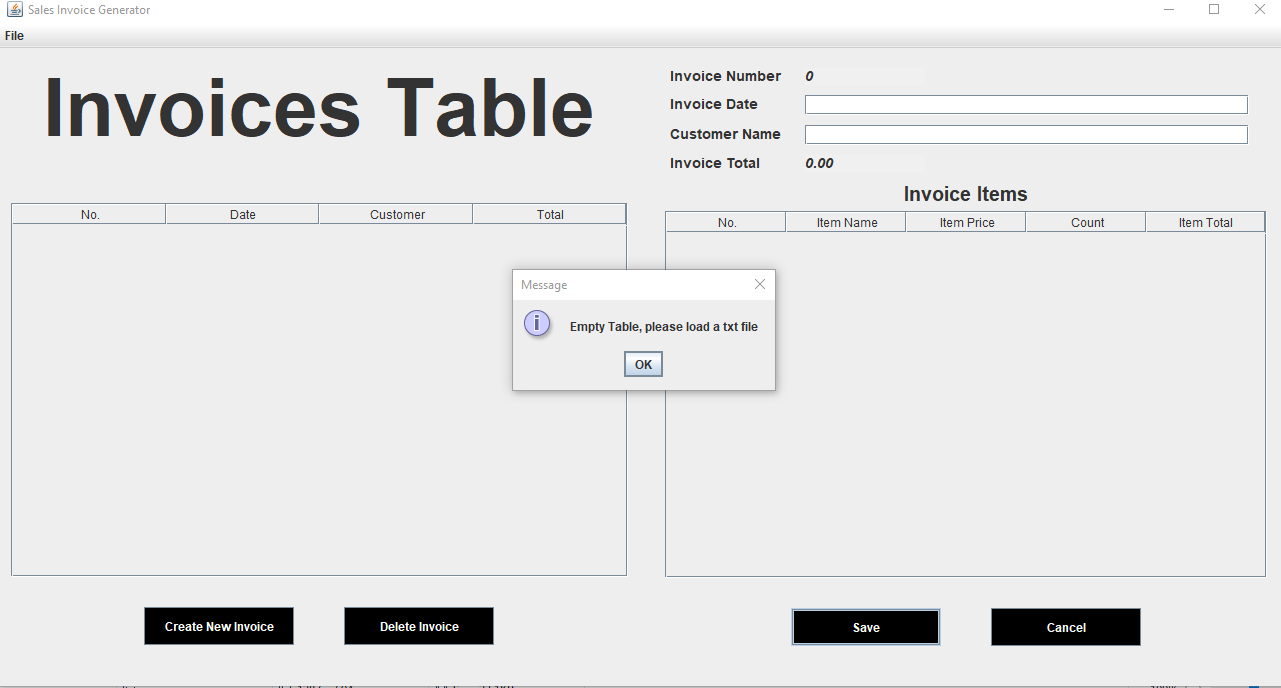 Sales Invoice Generator
File
Invoices Table
Invoice Number 0
Invoice Date
Customer Name
Invoice Total 0.00
Invoice Items
No. Date Customer Total
No. Item Name Item Price Count Item Total
Message
i
Empty Table, please load a txt file
OK
Create New Invoice Delete Invoice Save Cancel